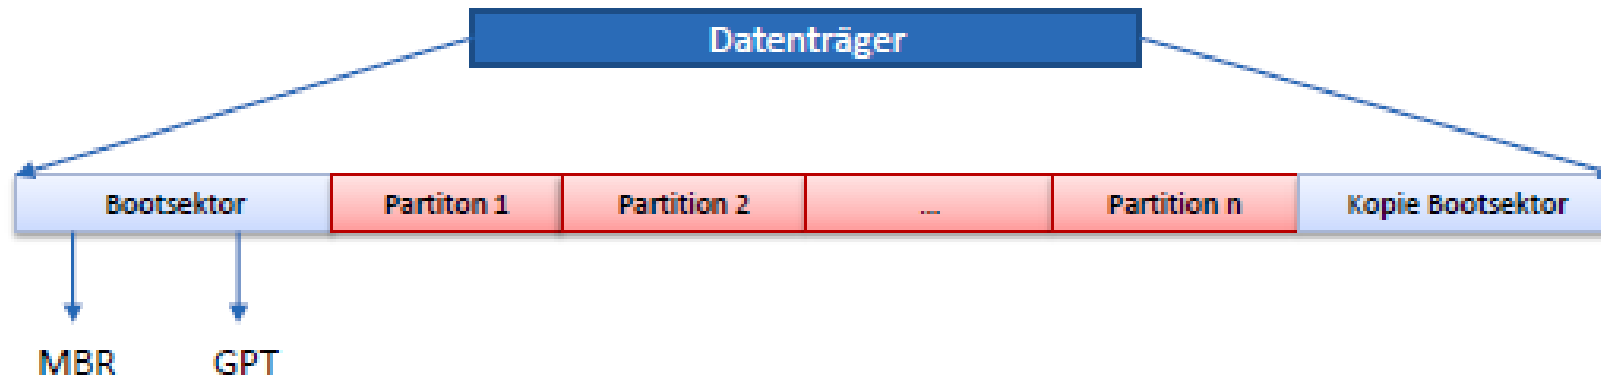 Datenträger
Bootsektor Partiton 1 Partition 2 ... Partition n Kopie Bootsektor
MBR GPT